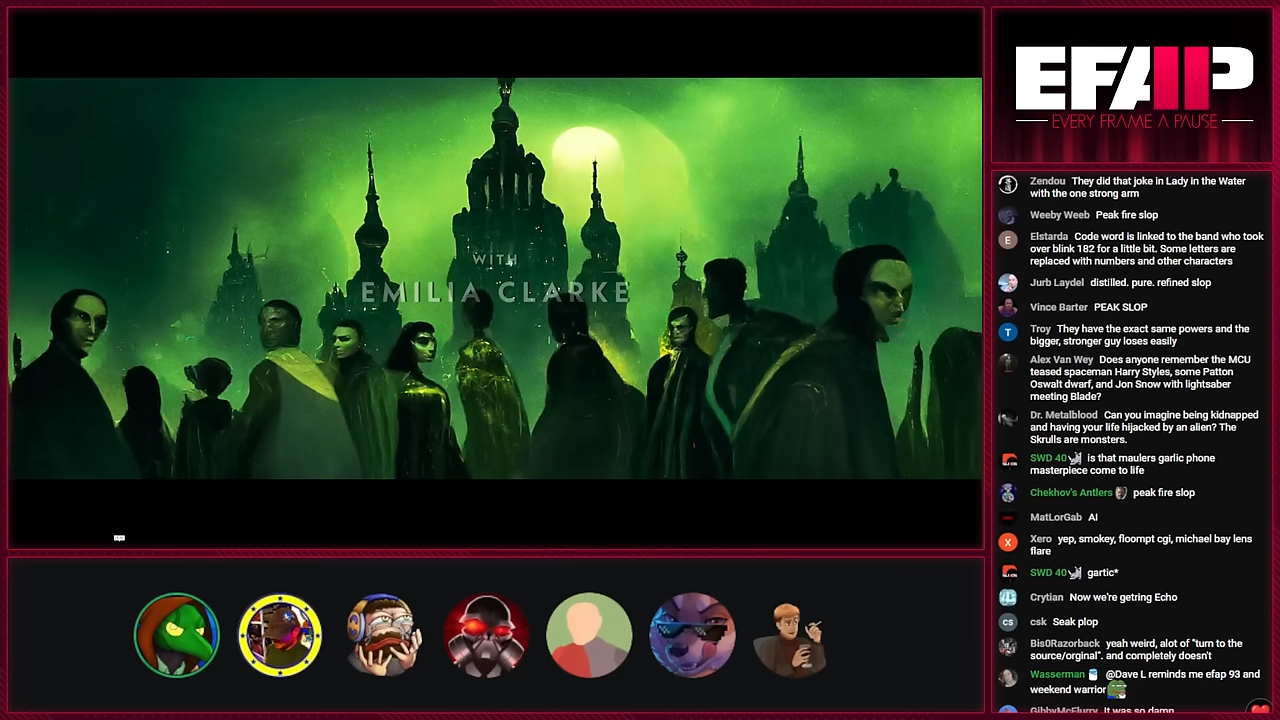 WITH
EMILIA CLARKE
EFAP
EVERY FRAME A PAUSE
Zendou They did that joke in Lady in the Water
with the one strong arm
Weeby Weeb Peak fire slop
E
Elstarda Code word is linked to the band who took
over blink 182 for a little bit. Some letters are
replaced with numbers and other characters
Jurb Laydel distilled. pure. refined slop
Vince Barter PEAK SLOP
T
Troy They have the exact same powers and the
bigger, stronger guy loses easily
Alex Van Wey Does anyone remember the MCU
teased spaceman Harry Styles, some Patton
Oswalt dwarf, and Jon Snow with lightsaber
meeting Blade?
Dr. Metalblood Can you imagine being kidnapped
and having your life hijacked by an alien? The
Skrulls are monsters.
SWD 40 is that maulers garlic phone
masterpiece come to life
Chekhov's Antlers peak fire slop
MatLorGab AI
X
Xero yep, smokey, floompt cgi, michael bay lens
flare
SWD 40 gartic*
Crytian Now we're getring Echo
CS
csk Seak plop
Bis0Razorback yeah weird, alot of "turn to the
source/orginal". and completely doesn't
Wasserman @Dave L reminds me efap 93 and
weekend warrior
GibbyMcFlurry It was so damn